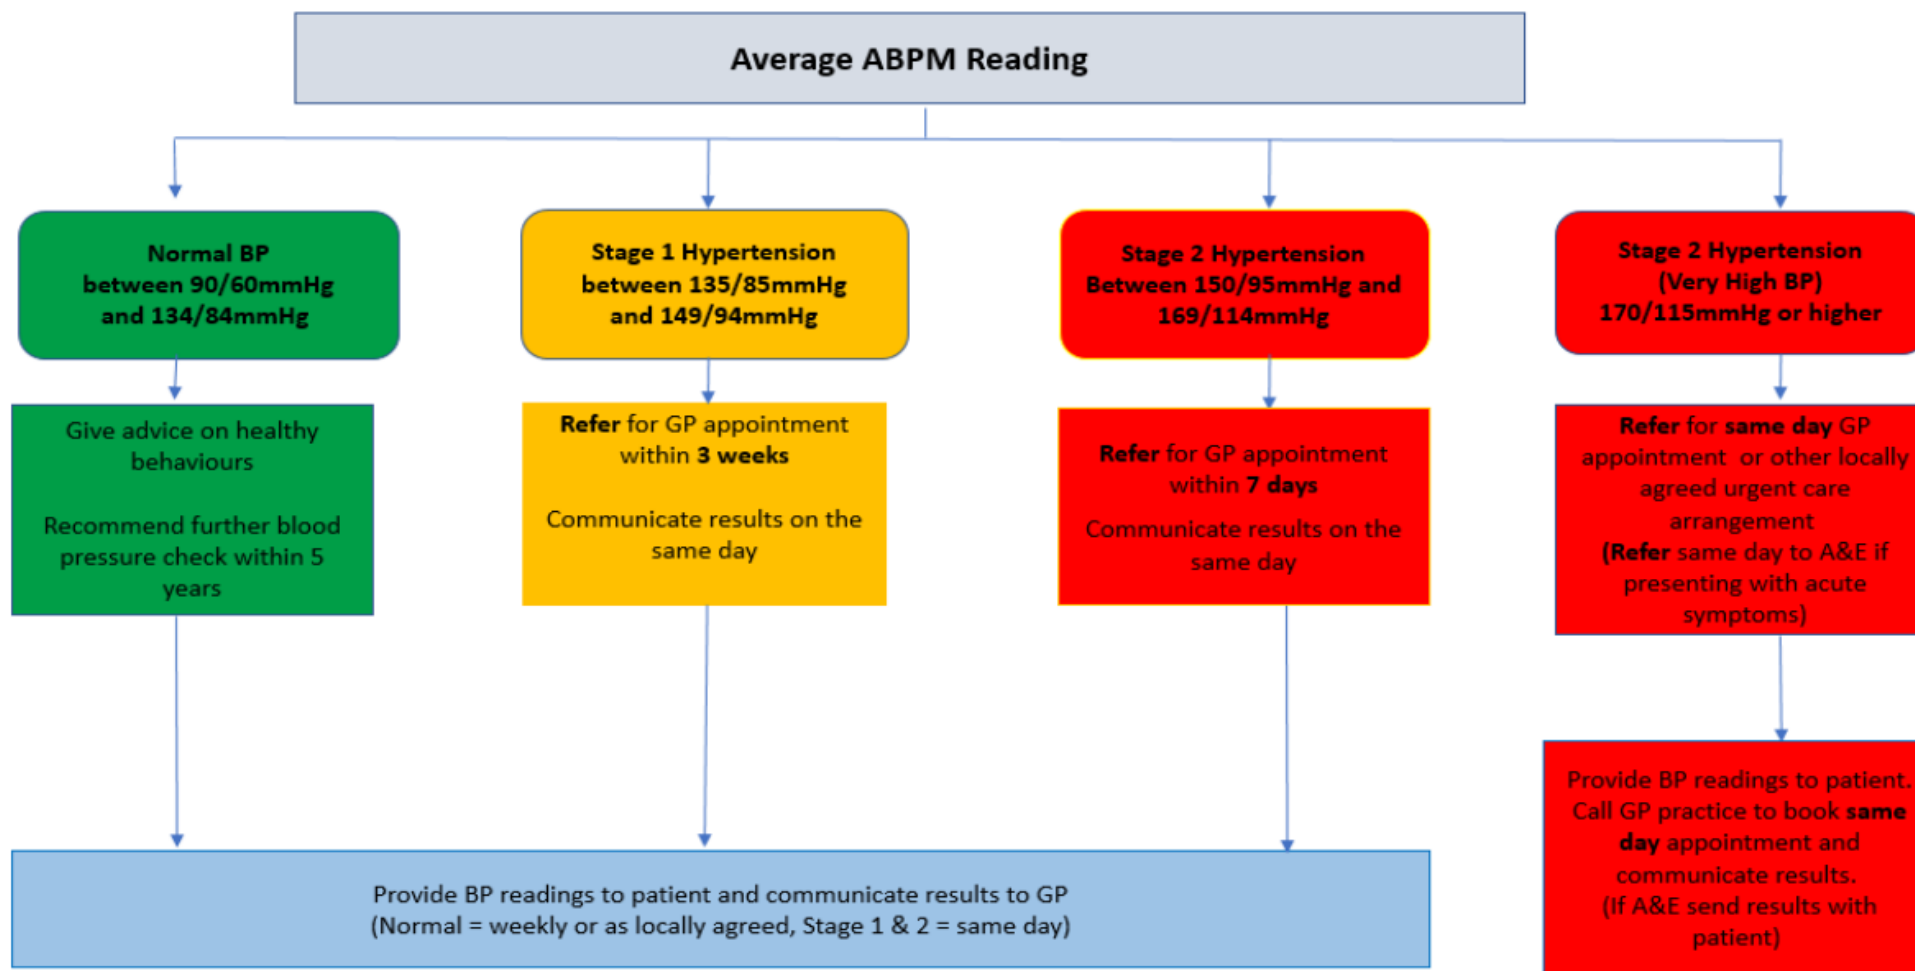 Average ABPM Reading
Normal BP
between 90/60mmHg
and 134/84mmHg
Stage 1 Hypertension
between 135/85mmHg
and 149/94mmHg
Stage 2 Hypertension
Between 150/95mmHg and
169/114mmHg
Stage 2 Hypertension
(Very High BP)
170/115mmHg or higher
Give advice on healthy
behaviours
Recommend further blood
pressure check within 5
years
Refer for GP appointment
within 3 weeks
Communicate results on the
same day
Refer for GP appointment
within 7 days
Communicate results on the
same day
Refer for same day GP
appointment or other locally
agreed urgent care
arrangement
(Refer same day to A&E if
presenting with acute
symptoms)
Provide BP readings to patient and communicate results to GP
(Normal = weekly or as locally agreed, Stage 1 & 2 = same day)
Provide BP readings to patient.
Call GP practice to book same
day appointment and
communicate results.
(If A&E send results with
patient)